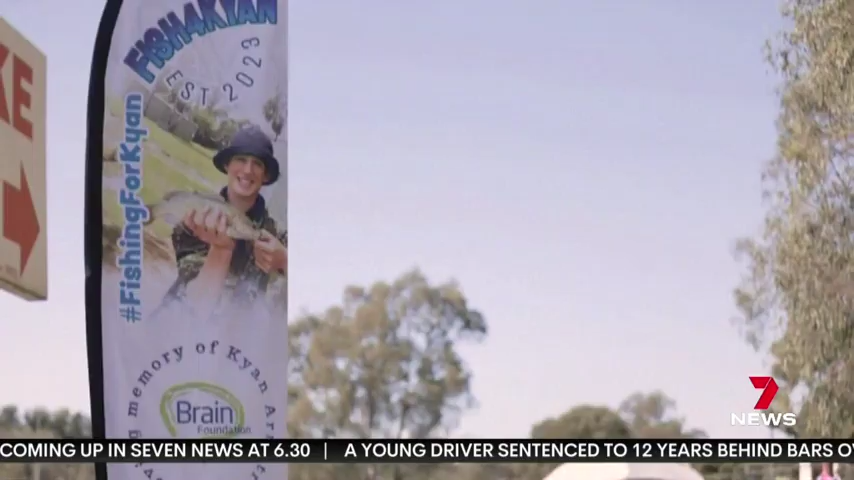 FISH4KYAN
EST 2023
#FishingForKyan
memory of Kyan
Brain
Foundation
7
NEWS
COMING UP IN SEVEN NEWS AT 6.30 | A YOUNG DRIVER SENTENCED TO 12 YEARS BEHIND BARS